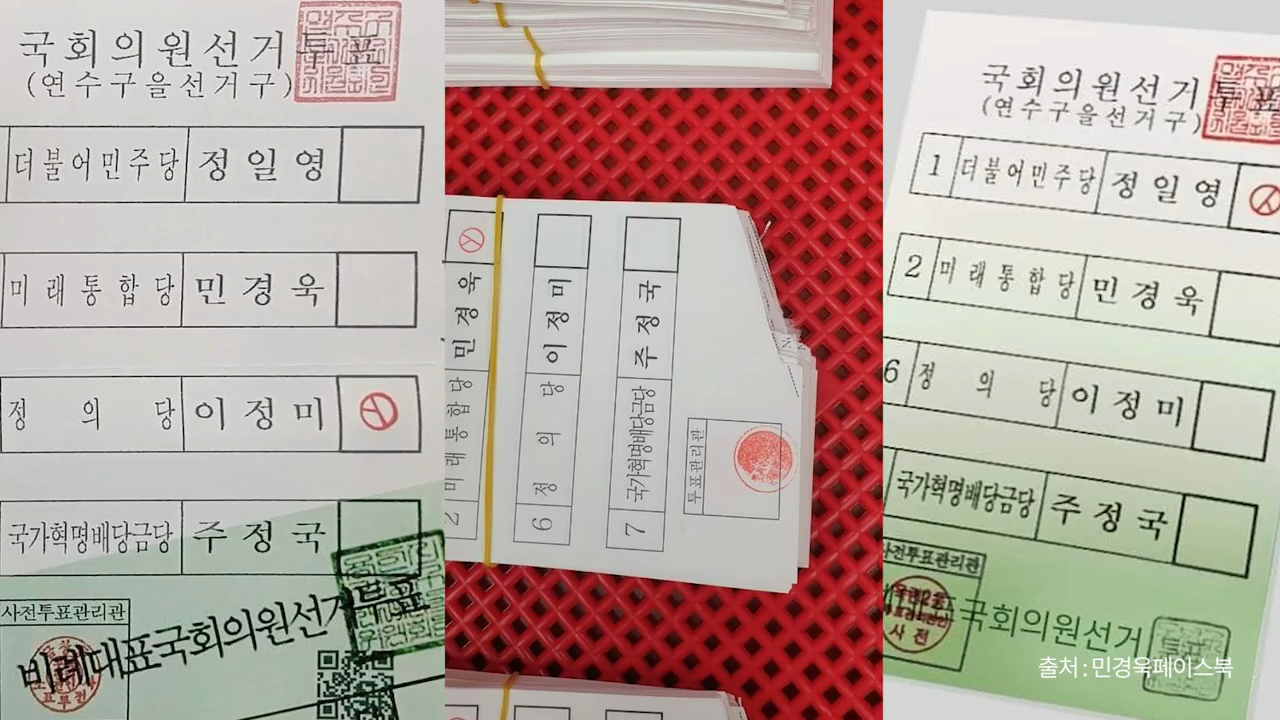 국회의원선거투표
(연수구을선거구)
더불어민주당 정일영
미래통합당 민경욱
정의당 이정미
국가혁명배당금당 주정국
사전투표관리관
비례대표국회의원선거투표
2 미래통합당 민경욱
6 정의당 이정미
7 국가혁명배당금당 주정국
투표관리관
국회의원선거투표
(연수구을선거구)
1 더불어민주당 정일영
2 미래통합당 민경욱
6 정의당 이정미
국가혁명배당금당 주정국
사전투표관리관
국회의원선거
출처 : 민경욱페이스북